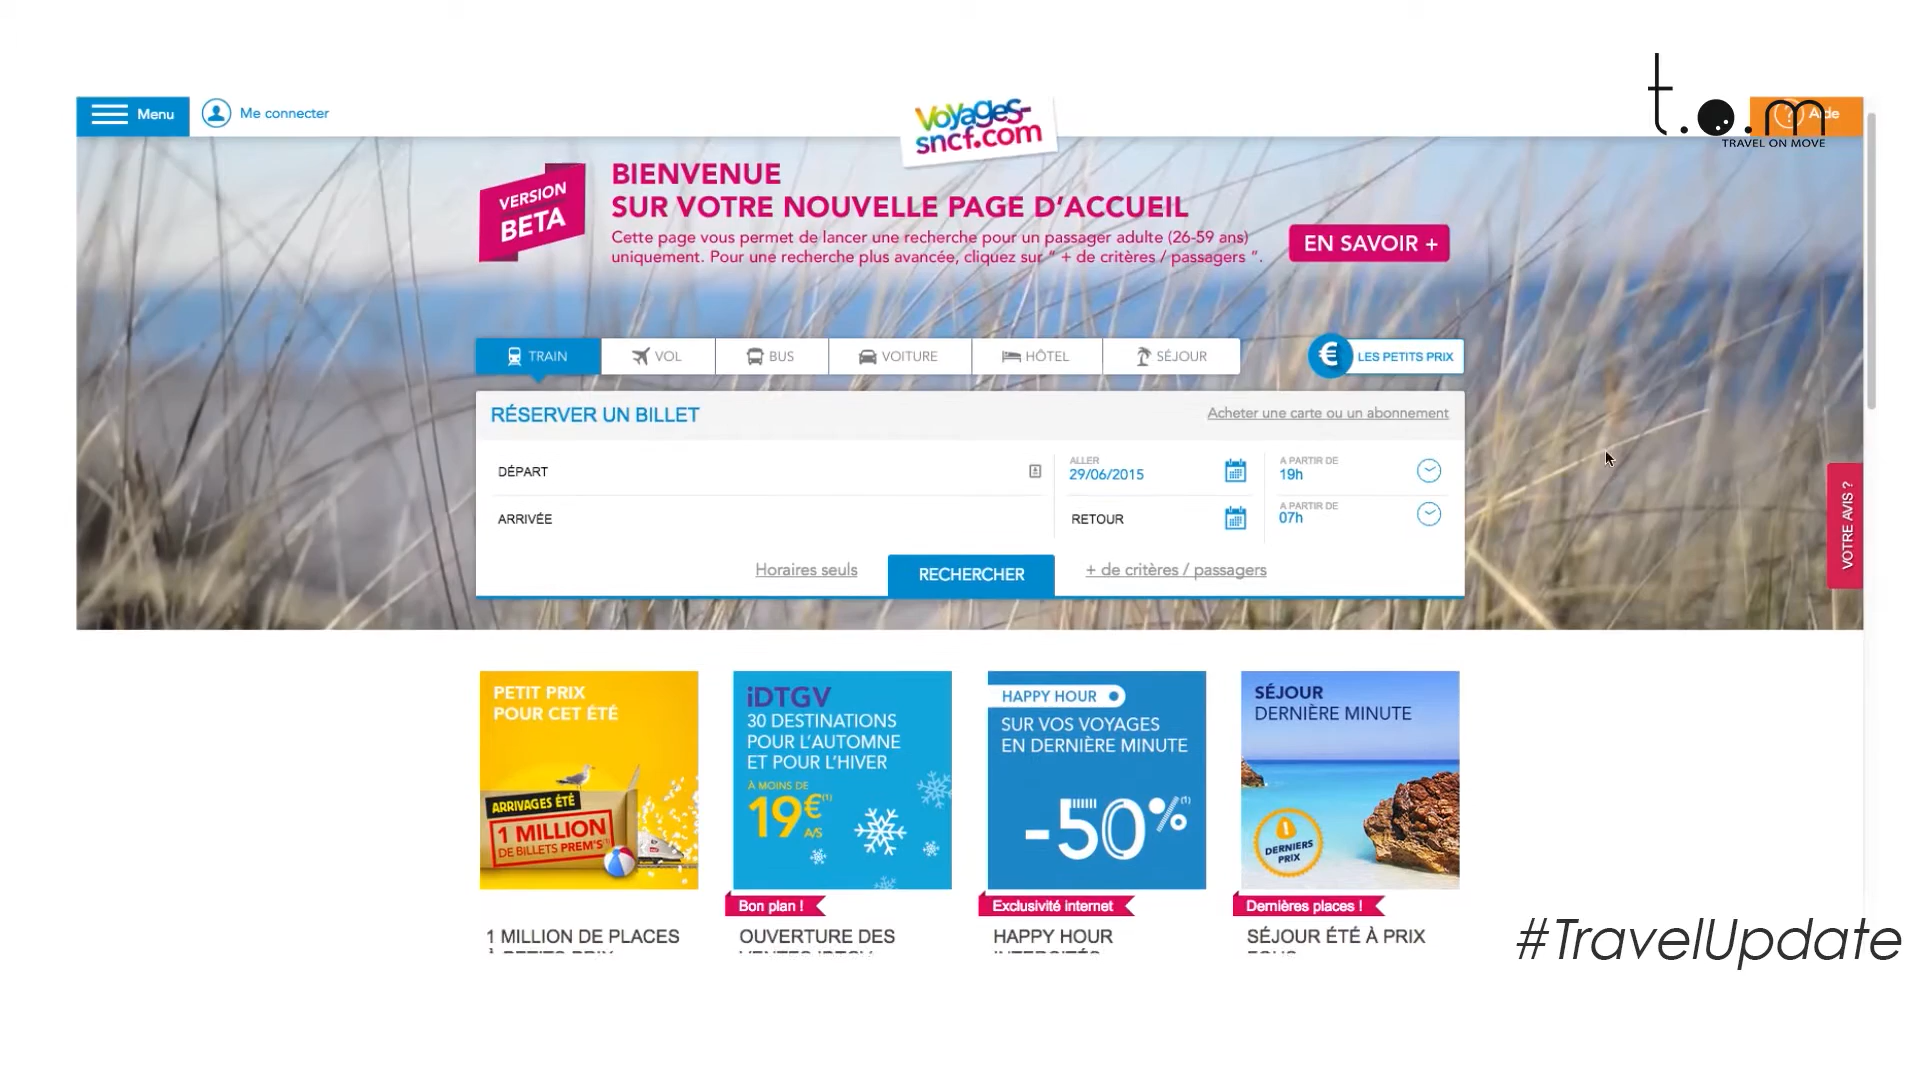 t.o.m
TRAVEL ON MOVE
Menu
Me connecter
Voyages-
sncf.com
VERSION
BETA
BIENVENUE
SUR VOTRE NOUVELLE PAGE D'ACCUEIL
Cette page vous permet de lancer une recherche pour un passager adulte (26-59 ans)
uniquement. Pour une recherche plus avancée, cliquez sur " + de critères / passagers ".
EN SAVOIR +
TRAIN
VOL
BUS
VOITURE
HÔTEL
SÉJOUR
€ LES PETITS PRIX
RÉSERVER UN BILLET
Acheter une carte ou un abonnement
DÉPART
ALLER
29/06/2015
A PARTIR DE
19h
ARRIVÉE
RETOUR
A PARTIR DE
07h
VOTRE AVIS ?
Horaires seuls
RECHERCHER
+ de critères / passagers
PETIT PRIX
POUR CET ÉTÉ
ARRIVAGES ÉTÉ
1 MILLION
DE BILLETS PREM'S(1)
iDTGV
30 DESTINATIONS
POUR L'AUTOMNE
ET POUR L'HIVER
À MOINS DE
19€(1)
A/S
HAPPY HOUR
SUR VOS VOYAGES
EN DERNIÈRE MINUTE
-50%(1)
SÉJOUR
DERNIÈRE MINUTE
DERNIERS
PRIX
Bon plan !
Exclusivité internet
Dernières places !
1 MILLION DE PLACES
OUVERTURE DES
HAPPY HOUR
SÉJOUR ÉTÉ À PRIX
#TravelUpdate